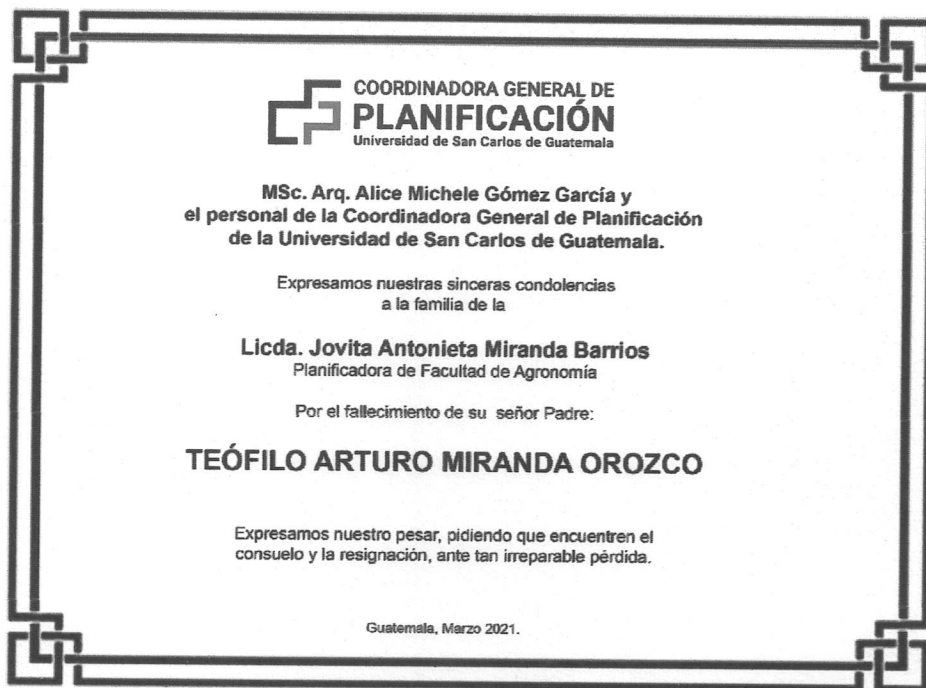 COORDINADORA GENERAL DE
PLANIFICACIÓN
Universidad de San Carlos de Guatemala
MSc. Arq. Alice Michele Gómez García y
el personal de la Coordinadora General de Planificación
de la Universidad de San Carlos de Guatemala.
Expresamos nuestras sinceras condolencias
a la familia de la
Licda. Jovita Antonieta Miranda Barrios
Planificadora de Facultad de Agronomía
Por el fallecimiento de su señor Padre:
TEÓFILO ARTURO MIRANDA OROZCO
Expresamos nuestro pesar, pidiendo que encuentren el
consuelo y la resignación, ante tan irreparable pérdida.
Guatemala, Marzo 2021.